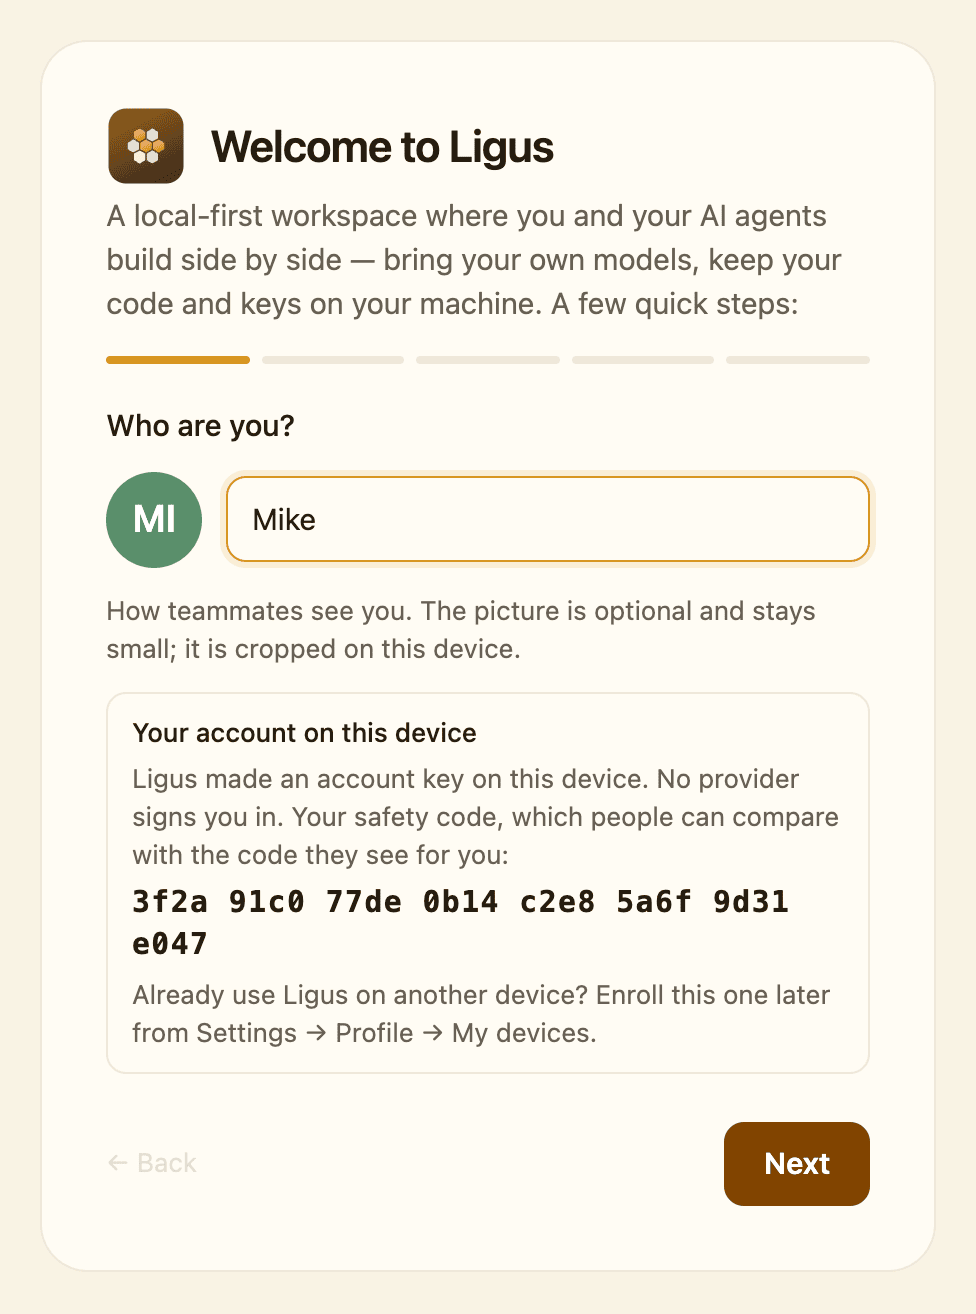 Welcome to Ligus
A local-first workspace where you and your AI agents
build side by side — bring your own models, keep your
code and keys on your machine. A few quick steps:
Who are you?
MI
Mike
How teammates see you. The picture is optional and stays
small; it is cropped on this device.
Your account on this device
Ligus made an account key on this device. No provider
signs you in. Your safety code, which people can compare
with the code they see for you:
3f2a 91c0 77de 0b14 c2e8 5a6f 9d31
e047
Already use Ligus on another device? Enroll this one later
from Settings → Profile → My devices.
← Back
Next